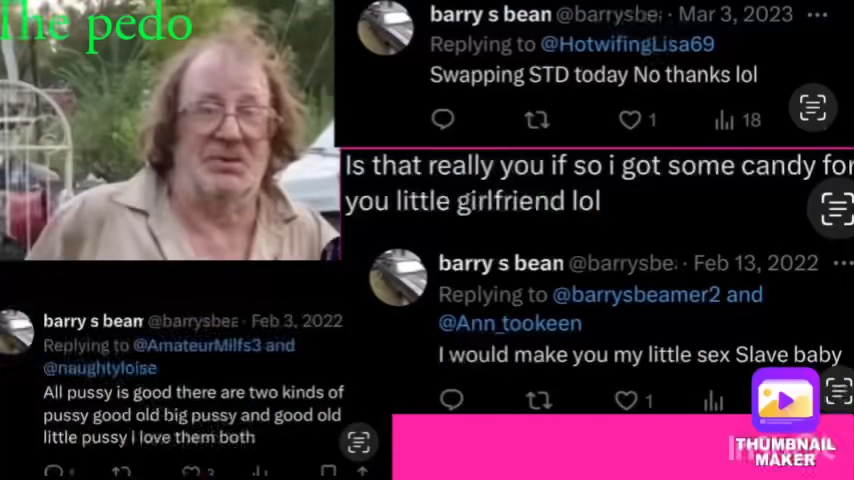 The pedo
barry s bean @barrysbe · Mar 3, 2023
Replying to @HotwifingLisa69
Swapping STD today No thanks lol
1
18
Is that really you if so i got some candy for
you little girlfriend lol
barry s bean @barrysbe · Feb 13, 2022
Replying to @barrysbeamer2 and
@Ann_tookeen
I would make you my little sex Slave baby
1
barry s bean @barrysbe · Feb 3, 2022
Replying to @AmateurMilfs3 and
@naughtyloise
All pussy is good there are two kinds of
pussy good old big pussy and good old
little pussy i love them both
3
THUMBNAIL
MAKER